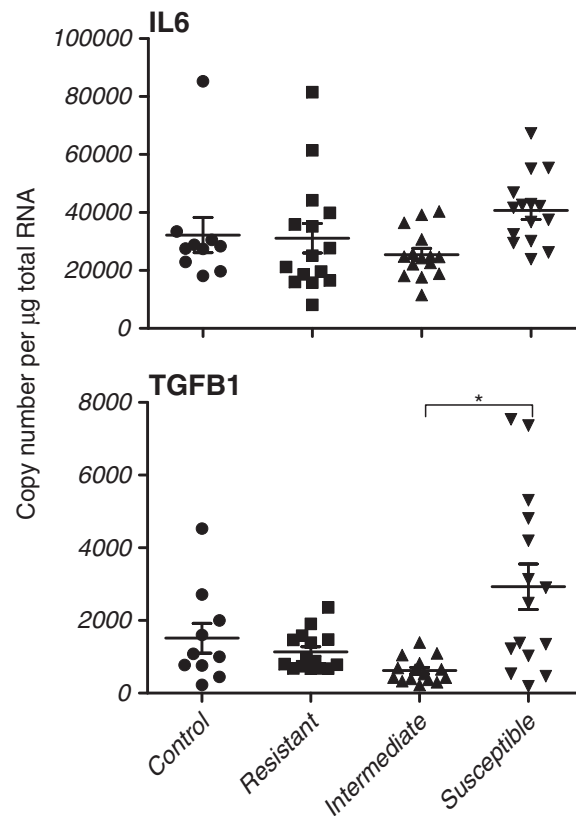 IL6
100000
80000
60000
40000
20000
0
Copy number per µg total RNA
TGFB1
8000
6000
4000
2000
0
*
Control
Resistant
Intermediate
Susceptible